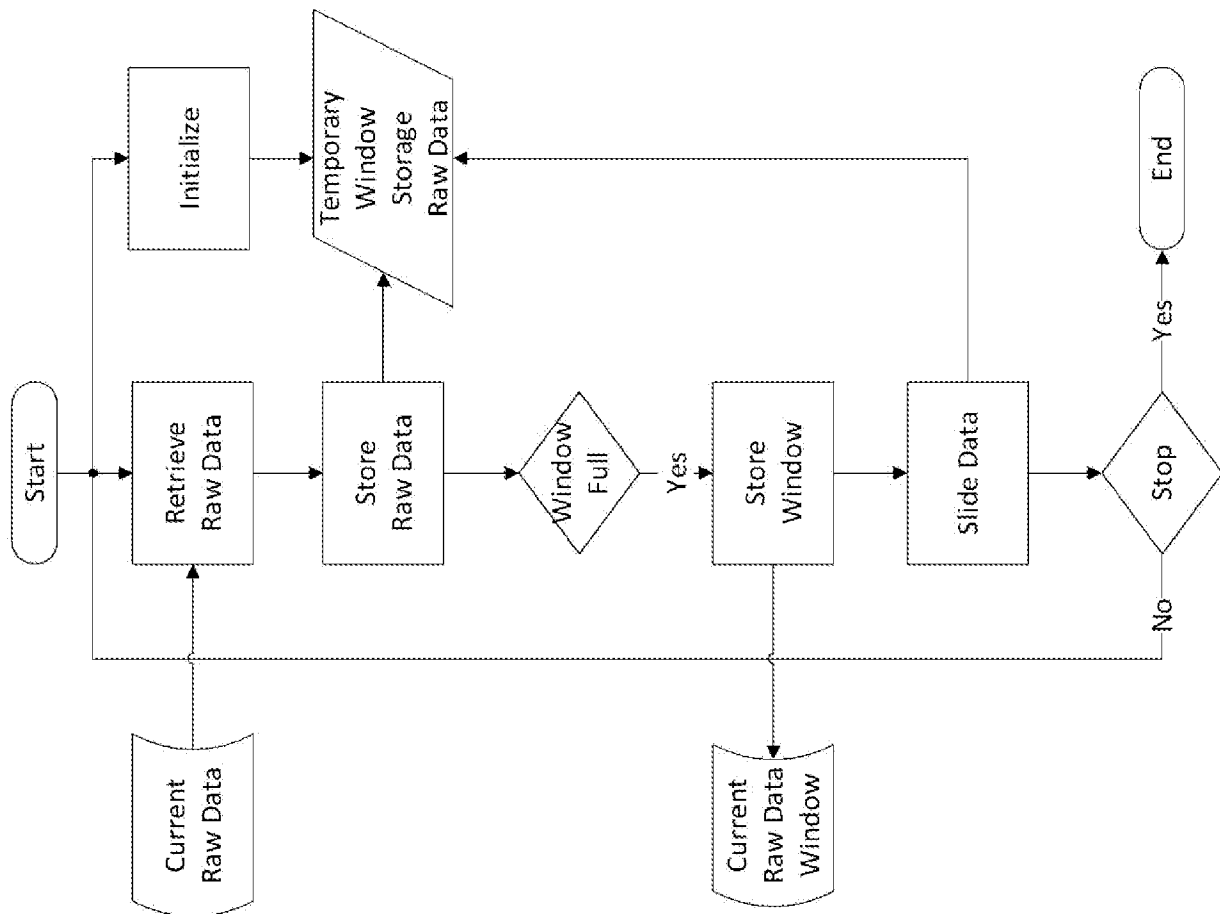 Start
Initialize
Retrieve
Raw Data
Current
Raw Data
Store
Raw Data
Temporary
Window
Storage
Raw Data
Window
Full
Yes
Store
Window
Current
Raw Data
Window
Slide Data
Stop
No
Yes
End